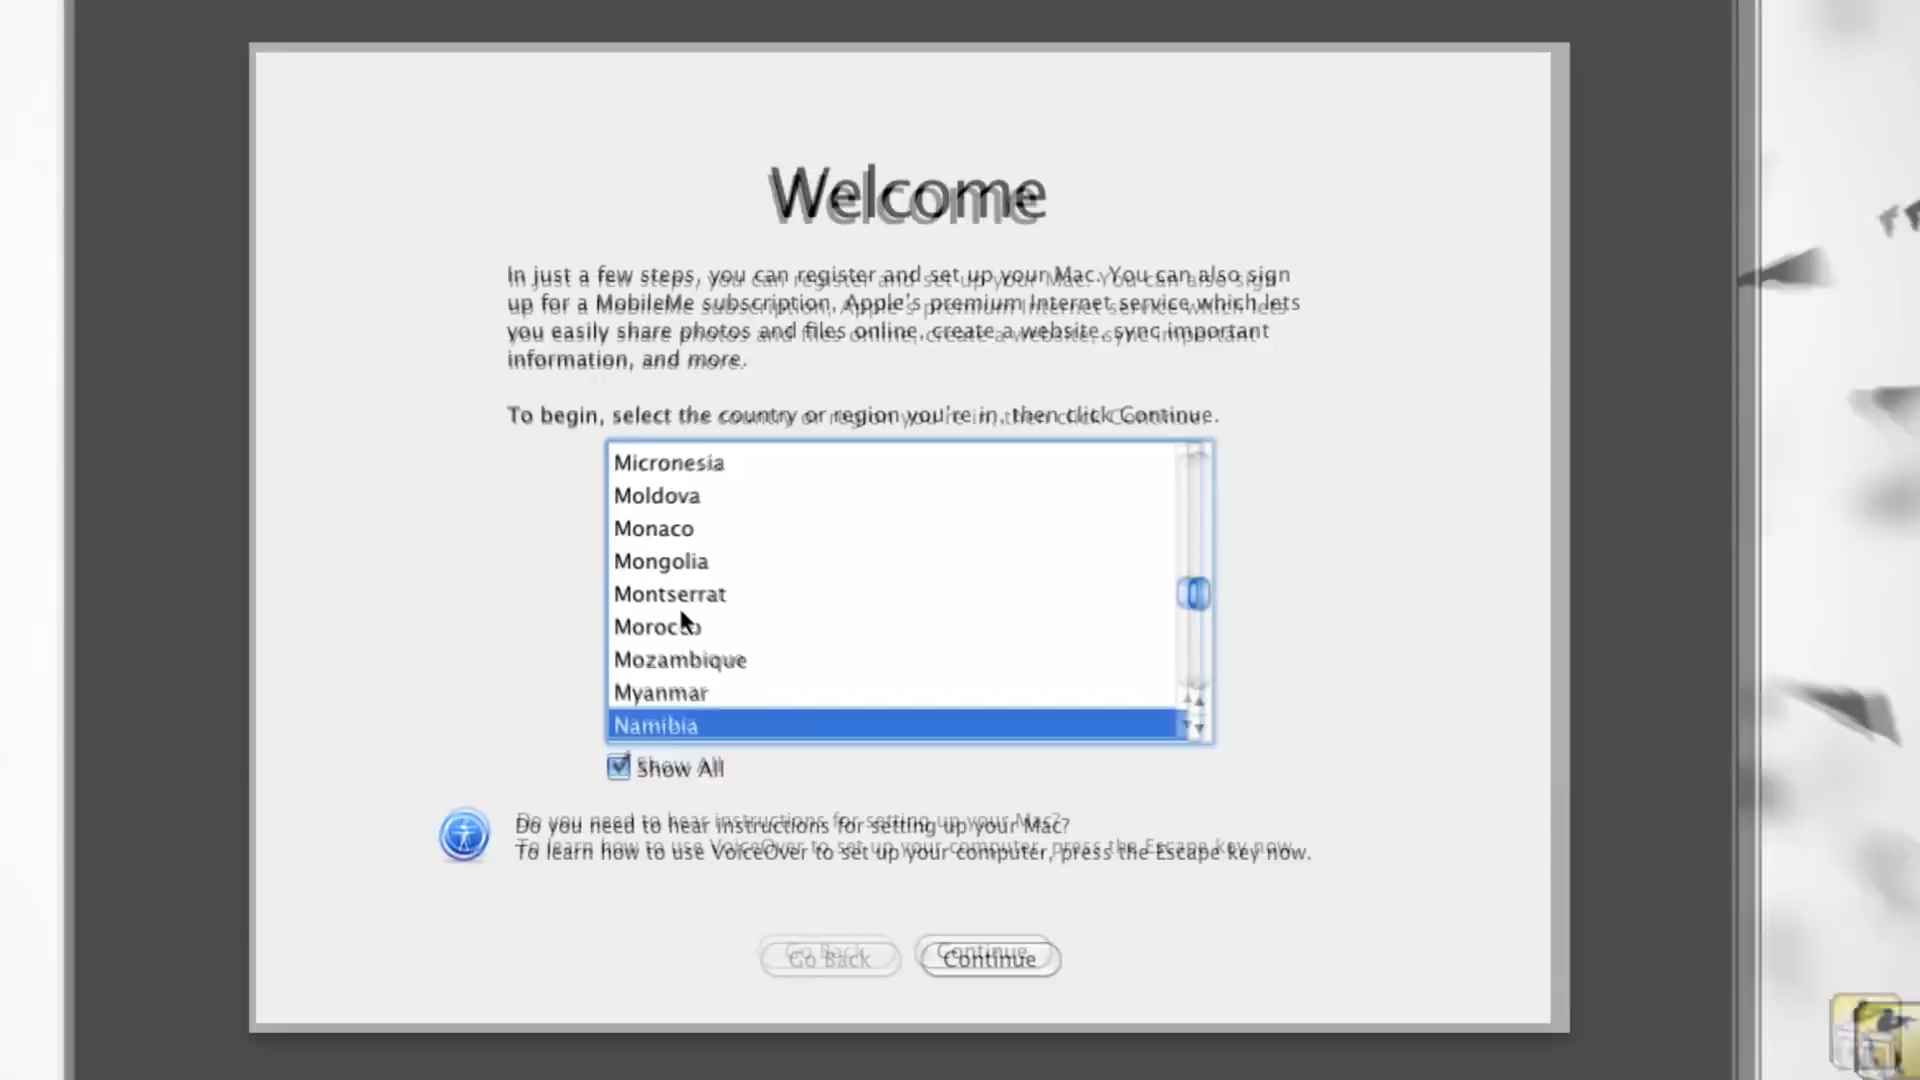 Welcome
In just a few steps, you can register and set up your Mac. You can also sign
up for a MobileMe subscription, Apple's premium Internet service which lets
you easily share photos and files online, create a website, sync important
information, and more.
To begin, select the country or region you're in, then click Continue.
Micronesia
Moldova
Monaco
Mongolia
Montserrat
Morocco
Mozambique
Myanmar
Namibia
Show All
Do you need to hear instructions for setting up your Mac?
To learn how to use VoiceOver to set up your computer, press the Escape key now.
Go Back
Continue